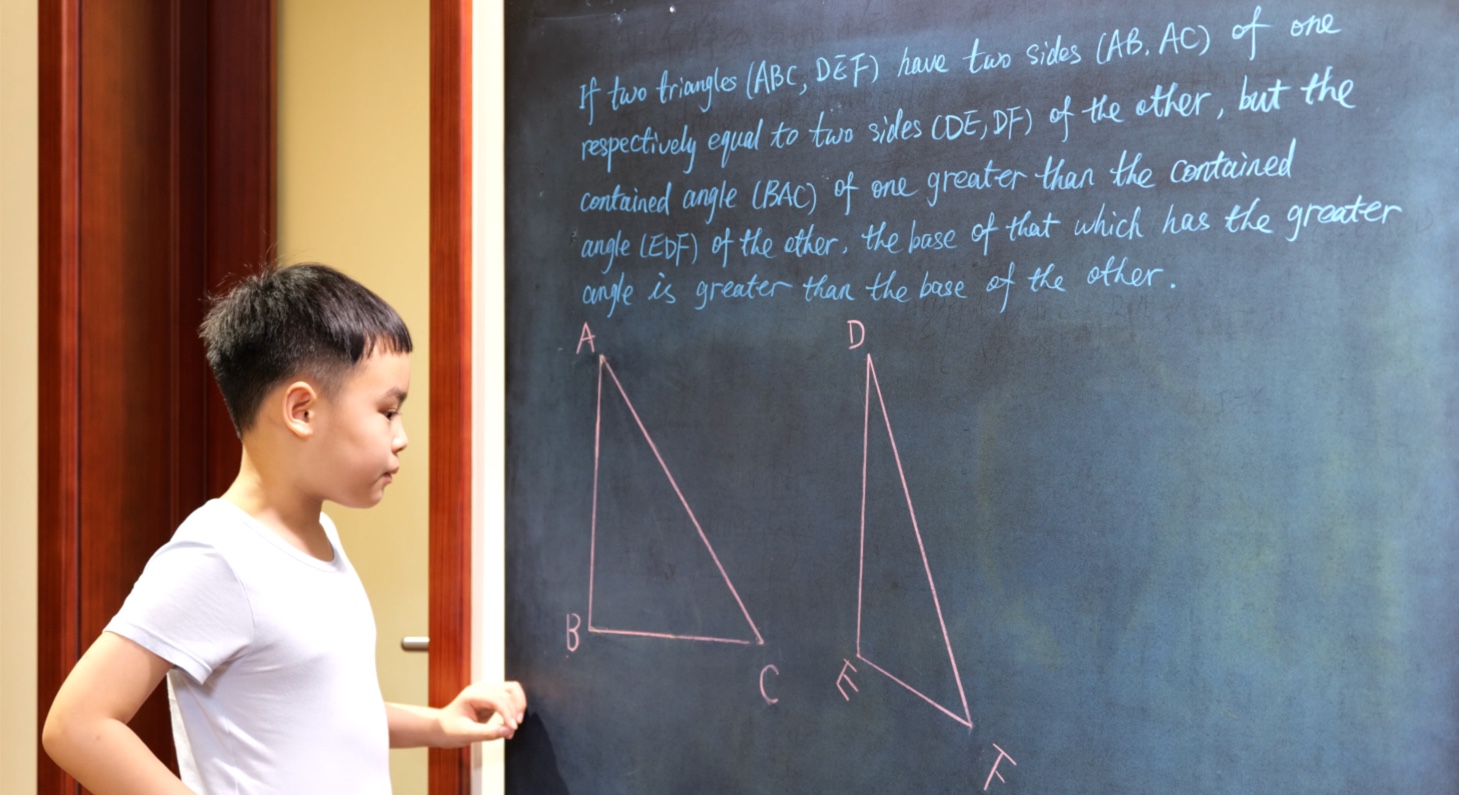 If two triangles (ABC, DEF) have two sides (AB. AC) of one
respectively equal to two sides (DE, DF) of the other, but the
contained angle (BAC) of one greater than the contained
angle (EDF) of the other, the base of that which has the greater
angle is greater than the base of the other.
A
D
B
C
E
F